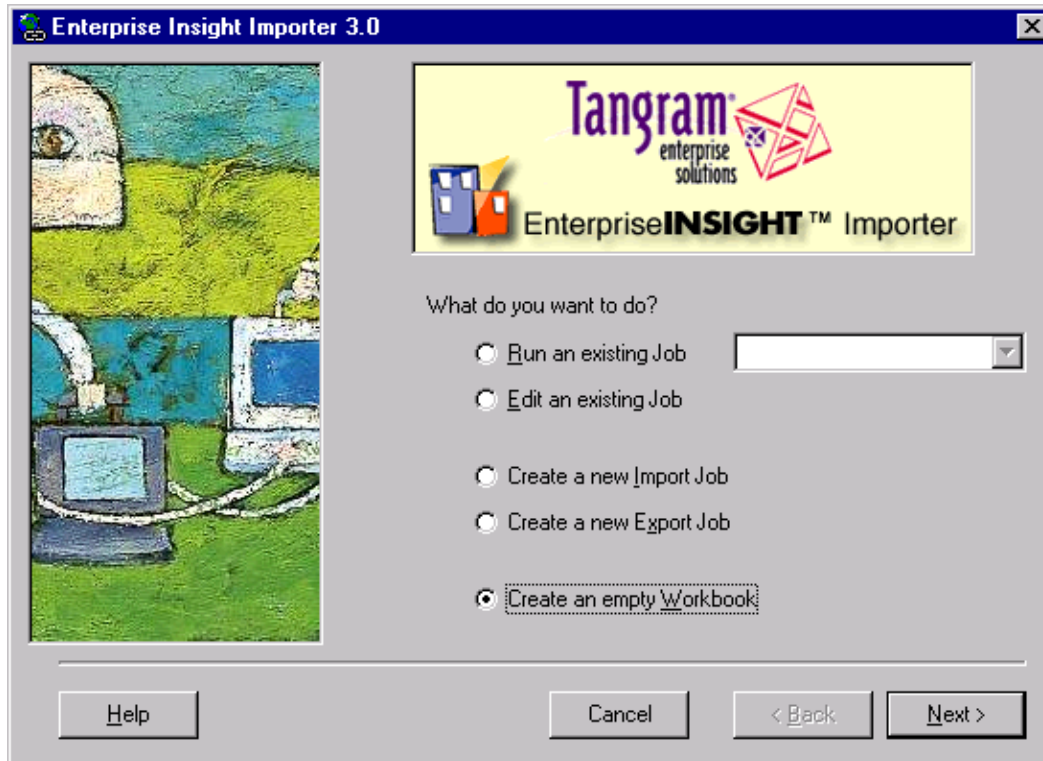 Enterprise Insight Importer 3.0
Tangram
enterprise
solutions
EnterpriseINSIGHT™ Importer
What do you want to do?
Run an existing Job
Edit an existing Job
Create a new Import Job
Create a new Export Job
Create an empty Workbook
Help Cancel < Back Next >